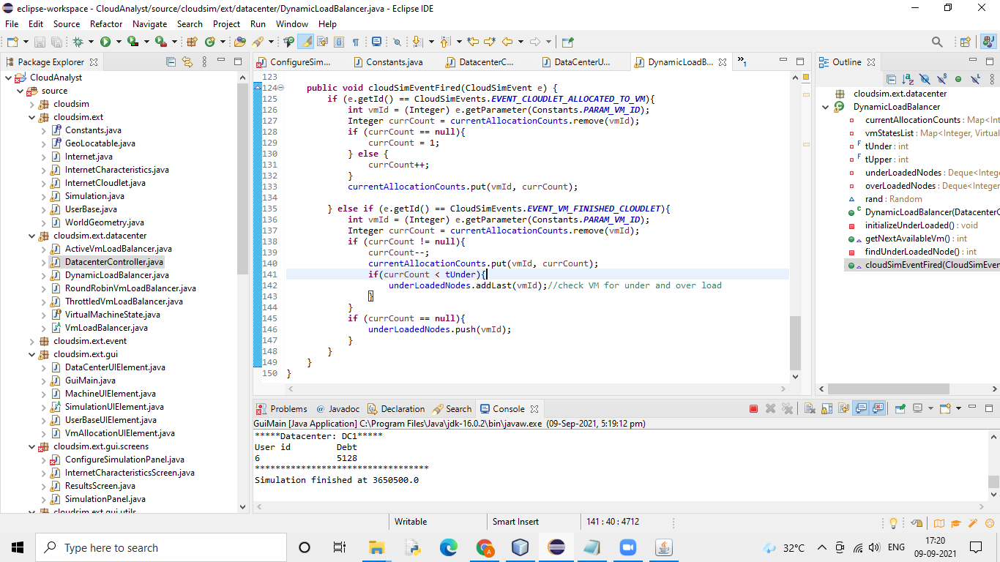 eclipse-workspace - CloudAnalyst/source/cloudsim/ext/datacenter/DynamicLoadBalancer.java - Eclipse IDE
File Edit Source Refactor Navigate Search Project Run Window Help
Package Explorer
CloudAnalyst
source
cloudsim
cloudsim.ext
Constants.java
GeoLocatable.java
Internet.java
InternetCharacteristics.java
InternetCloudlet.java
Simulation.java
UserBase.java
WorldGeometry.java
cloudsim.ext.datacenter
ActiveVmLoadBalancer.java
DatacenterController.java
DynamicLoadBalancer.java
RoundRobinVmLoadBalancer.java
ThrottledVmLoadBalancer.java
VirtualMachineState.java
VmLoadBalancer.java
cloudsim.ext.event
cloudsim.ext.gui
DataCenterUIElement.java
GuiMain.java
MachineUIElement.java
SimulationUIElement.java
UserBaseUIElement.java
VmAllocationUIElement.java
cloudsim.ext.gui.screens
ConfigureSimulationPanel.java
InternetCharacteristicsScreen.java
ResultsScreen.java
SimulationPanel.java
cloudsim.ext.gui.utils
ConfigureSim... Constants.java DatacenterC... DataCenterU... DynamicLoadB... »1
123
124 public void cloudSimEventFired(CloudSimEvent e) {
125 if (e.getId() == CloudSimEvents.EVENT_CLOUDLET_ALLOCATED_TO_VM){
126 int vmId = (Integer) e.getParameter(Constants.PARAM_VM_ID);
127 Integer currCount = currentAllocationCounts.remove(vmId);
128 if (currCount == null){
129 currCount = 1;
130 } else {
131 currCount++;
132 }
133 currentAllocationCounts.put(vmId, currCount);
134
135 } else if (e.getId() == CloudSimEvents.EVENT_VM_FINISHED_CLOUDLET){
136 int vmId = (Integer) e.getParameter(Constants.PARAM_VM_ID);
137 Integer currCount = currentAllocationCounts.remove(vmId);
138 if (currCount != null){
139 currCount--;
140 currentAllocationCounts.put(vmId, currCount);
141 if(currCount < tUnder){
142 underLoadedNodes.addLast(vmId);//check VM for under and over load
143 }
144 }
145 if (currCount == null){
146 underLoadedNodes.push(vmId);
147 }
148 }
149 }
150 }
Outline
cloudsim.ext.datacenter
DynamicLoadBalancer
currentAllocationCounts : Map<Int
vmStatesList : Map<Integer, Virtual
tUnder : int
tUpper : int
underLoadedNodes : Deque<Intege
overLoadedNodes : Deque<Integer
rand : Random
DynamicLoadBalancer(DatacenterC
initializeUnderLoaded() : void
getNextAvailableVm() : int
findUnderLoadedNode() : int
cloudSimEventFired(CloudSimEven
Problems Javadoc Declaration Search Console
GuiMain [Java Application] C:\Program Files\Java\jdk-16.0.2\bin\javaw.exe (09-Sep-2021, 5:19:12 pm)
*****Datacenter: DC1*****
User id Debt
6 5128
**********************************
Simulation finished at 3650500.0
Writable Smart Insert 141 : 40 : 4712
Type here to search
32°C ENG 17:20
09-09-2021